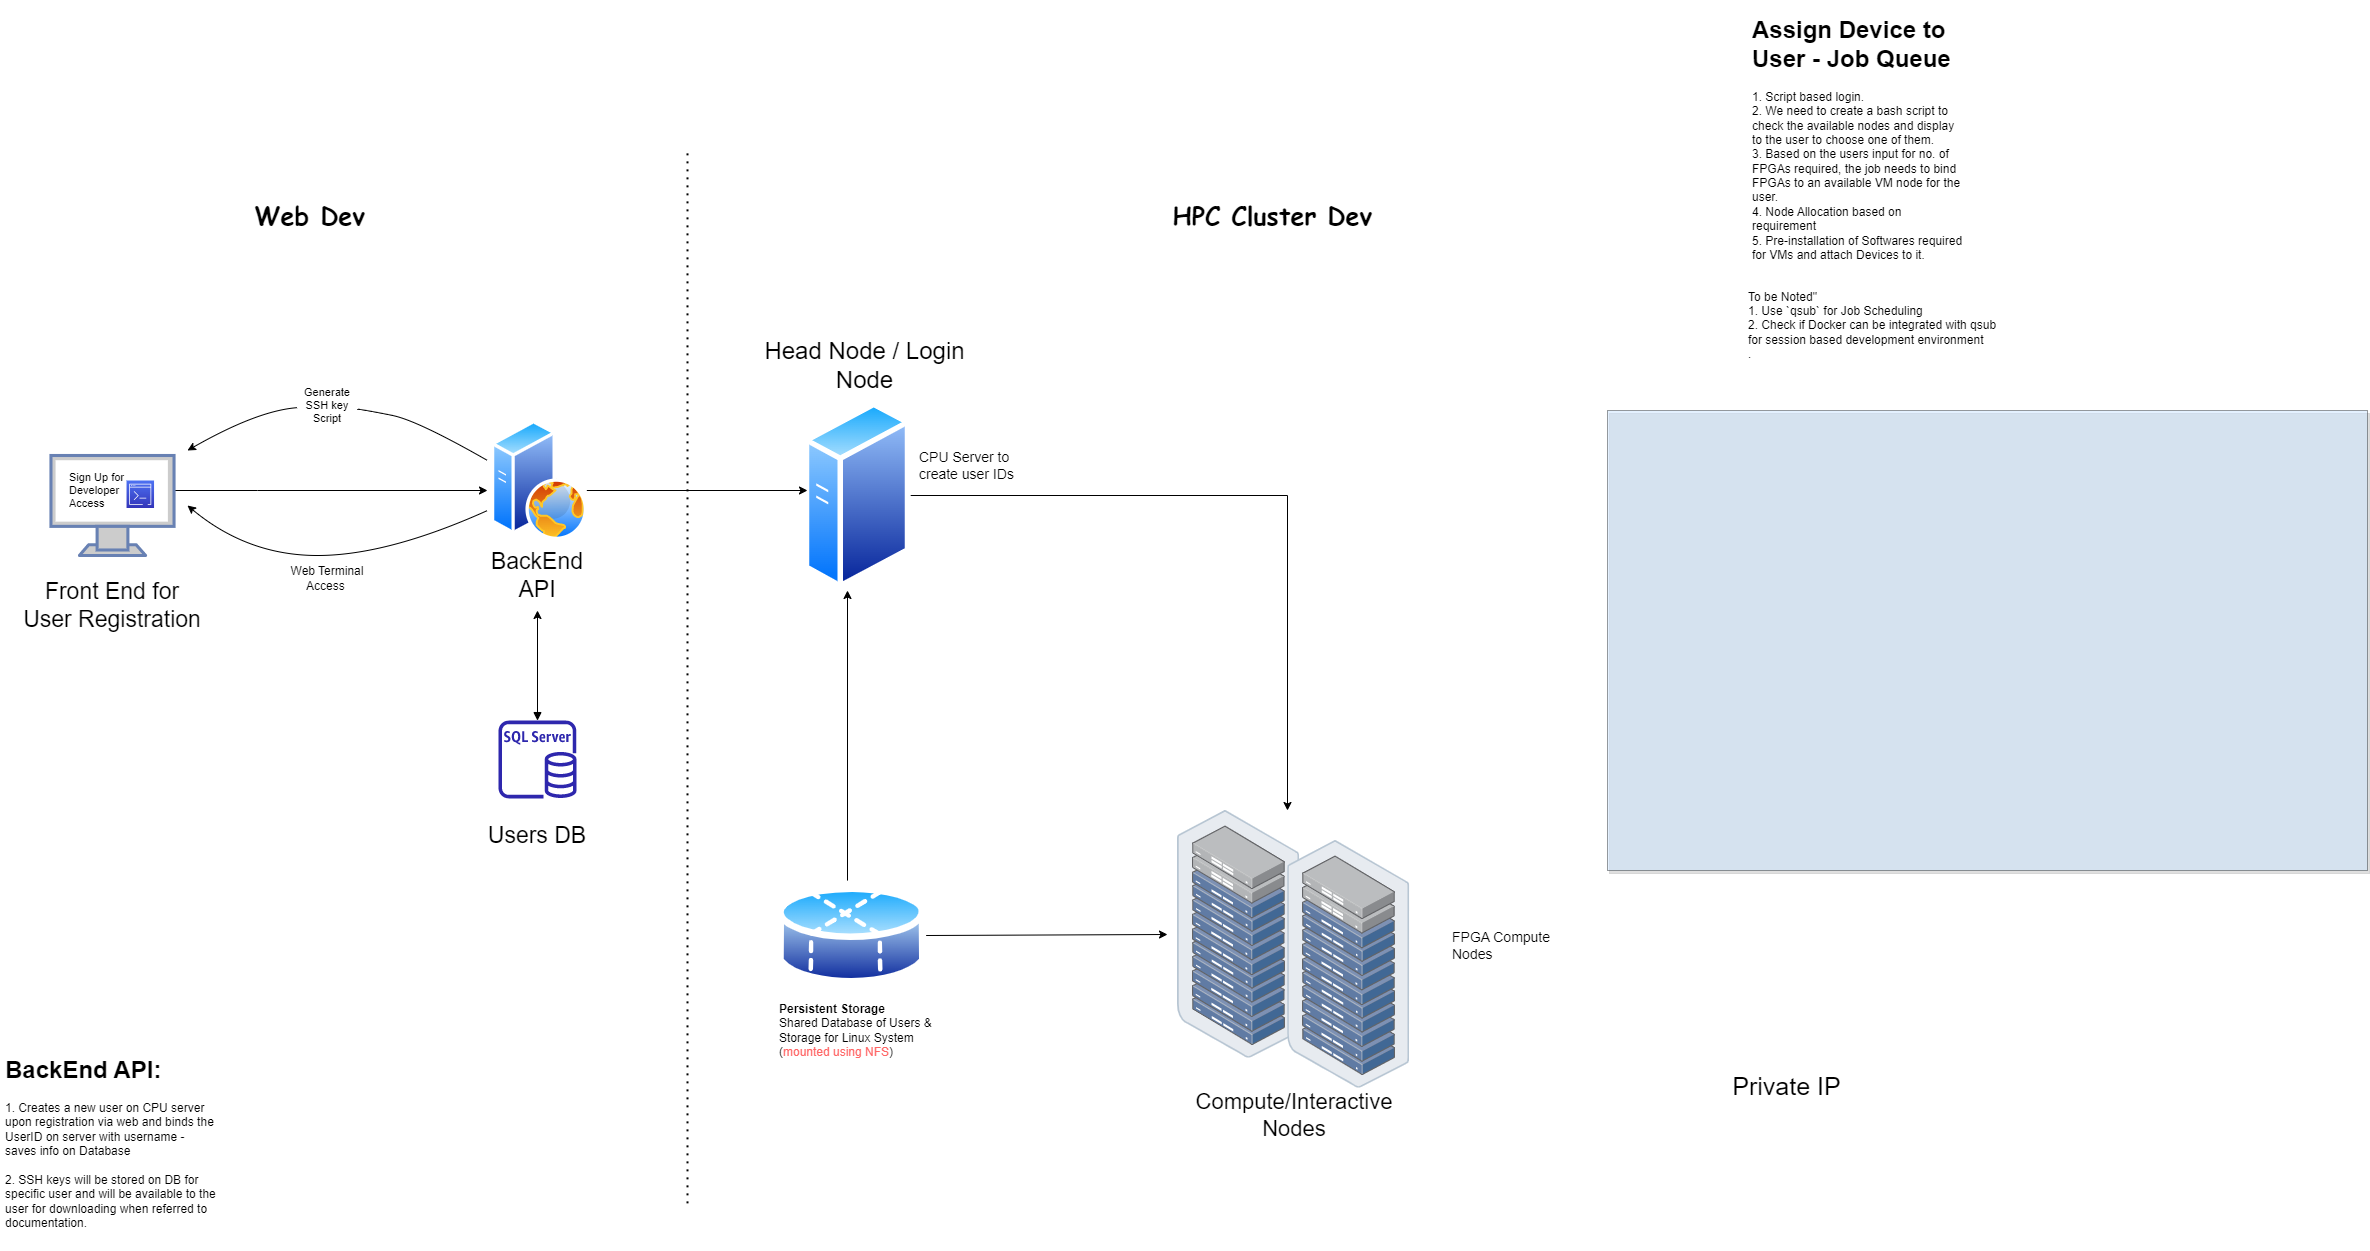 Assign Device to
User - Job Queue
1. Script based login.
2. We need to create a bash script to
check the available nodes and display
to the user to choose one of them.
3. Based on the users input for no. of
FPGAs required, the job needs to bind
FPGAs to an available VM node for the
user.
4. Node Allocation based on
requirement
5. Pre-installation of Softwares required
for VMs and attach Devices to it.
To be Noted"
1. Use `qsub` for Job Scheduling
2. Check if Docker can be integrated with qsub
for session based development environment
.
Web Dev
HPC Cluster Dev
Head Node / Login
Node
Generate
SSH key
Script
CPU Server to
create user IDs
Sign Up for
Developer
Access
Web Terminal
Access
BackEnd
API
Front End for
User Registration
SQL Server
Users DB
FPGA Compute
Nodes
Persistent Storage
Shared Database of Users &
Storage for Linux System
(mounted using NFS)
Compute/Interactive
Nodes
Private IP
BackEnd API:
1. Creates a new user on CPU server
upon registration via web and binds the
UserID on server with username -
saves info on Database
2. SSH keys will be stored on DB for
specific user and will be available to the
user for downloading when referred to
documentation.